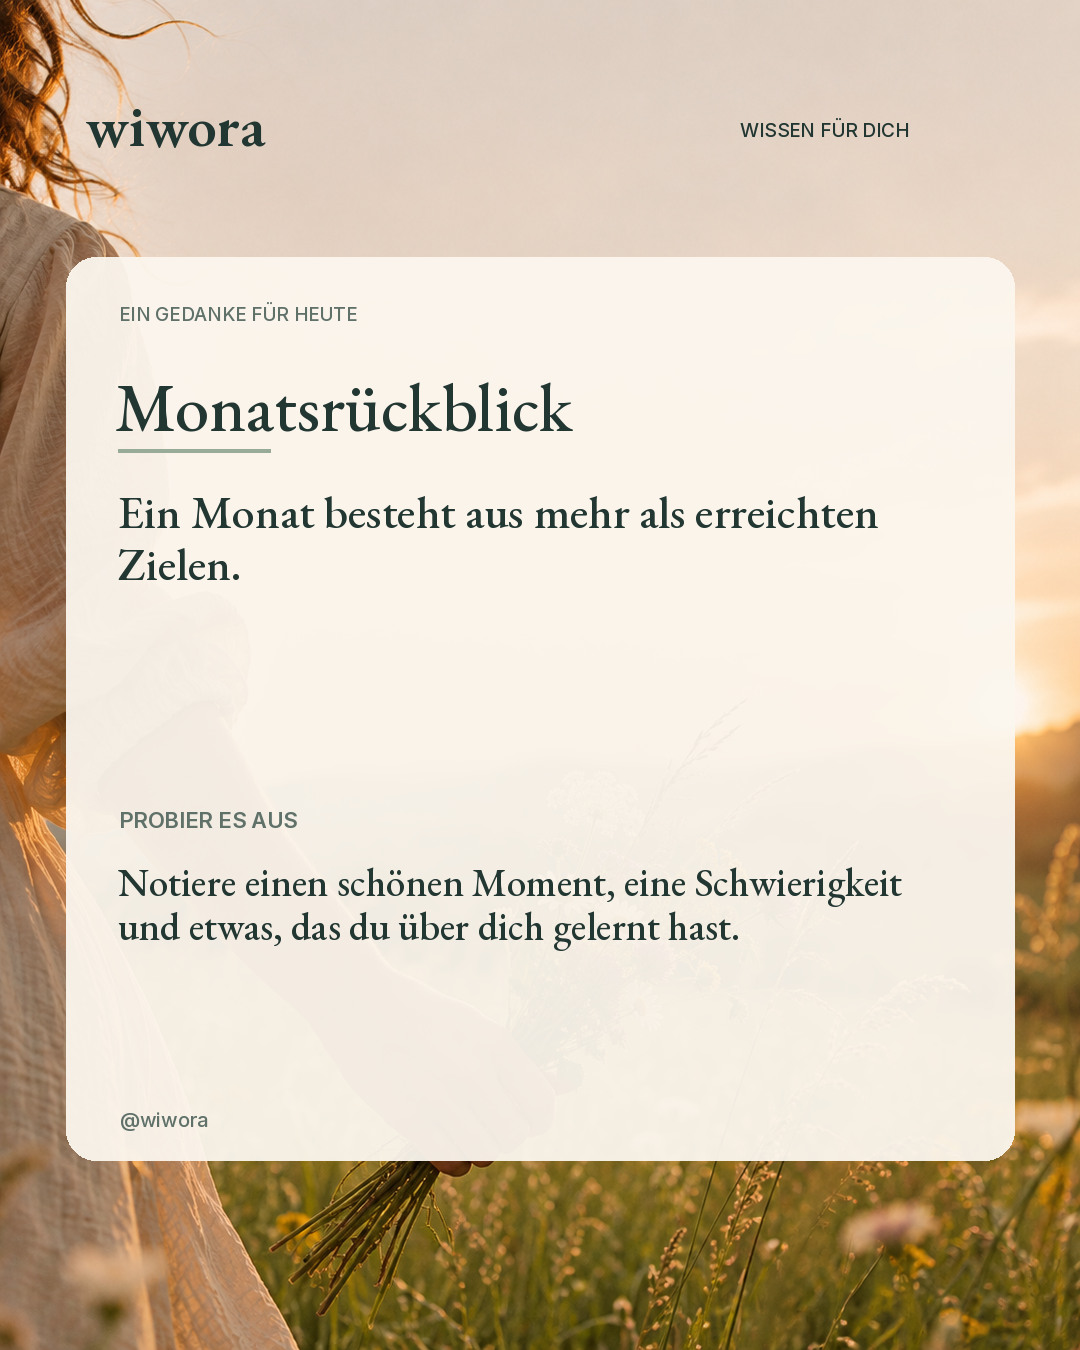 wiwora
WISSEN FÜR DICH
EIN GEDANKE FÜR HEUTE
Monatsrückblick
Ein Monat besteht aus mehr als erreichten
Zielen.
PROBIER ES AUS
Notiere einen schönen Moment, eine Schwierigkeit
und etwas, das du über dich gelernt hast.
@wiwora